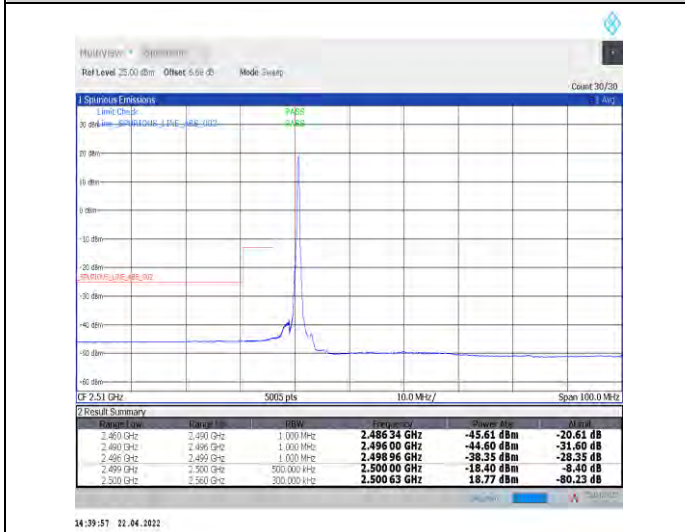 MultiView
Ref Level 25.00 dBm Offset 6.68 dB Mode Sweep
Count 30/30
1 Spurious Emissions
1 Avg
Limit Check PASS
30 dBm Line _SPURIOUS_LINE_ABS_002 PASS
20 dBm
10 dBm
0 dBm
-10 dBm
-20 dBm
_SPURIOUS_LINE_ABS_002
-30 dBm
-40 dBm
-50 dBm
-60 dBm
CF 2.51 GHz 5005 pts 10.0 MHz/ Span 100.0 MHz
2 Result Summary
Range Low Range Up RBW Frequency Power Abs ΔLimit
2.460 GHz 2.490 GHz 1.000 MHz 2.486 34 GHz -45.61 dBm -20.61 dB
2.490 GHz 2.496 GHz 1.000 MHz 2.496 00 GHz -44.60 dBm -31.60 dB
2.496 GHz 2.499 GHz 1.000 MHz 2.498 96 GHz -38.35 dBm -28.35 dB
2.499 GHz 2.500 GHz 500.000 kHz 2.500 00 GHz -18.40 dBm -8.40 dB
2.500 GHz 2.560 GHz 300.000 kHz 2.500 63 GHz 18.77 dBm -80.23 dB
14:39:57 22.04.2022